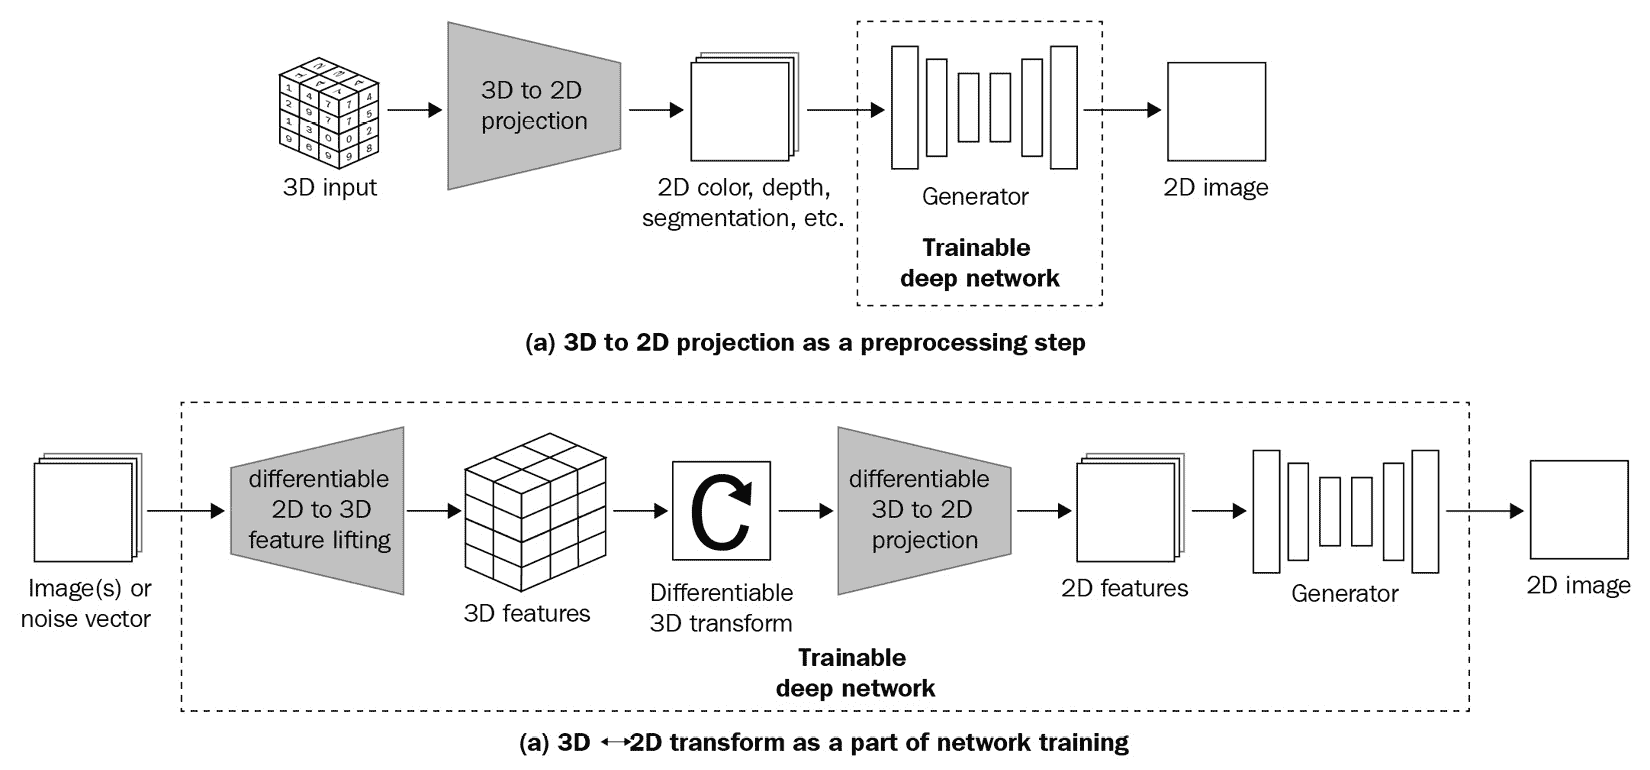 3D to 2D
projection
3D input
2D color, depth,
segmentation, etc.
Generator
Trainable
deep network
2D image
(a) 3D to 2D projection as a preprocessing step
Image(s) or
noise vector
differentiable
2D to 3D
feature lifting
3D features
Differentiable
3D transform
differentiable
3D to 2D
projection
2D features
Generator
2D image
Trainable
deep network
(a) 3D ↔2D transform as a part of network training